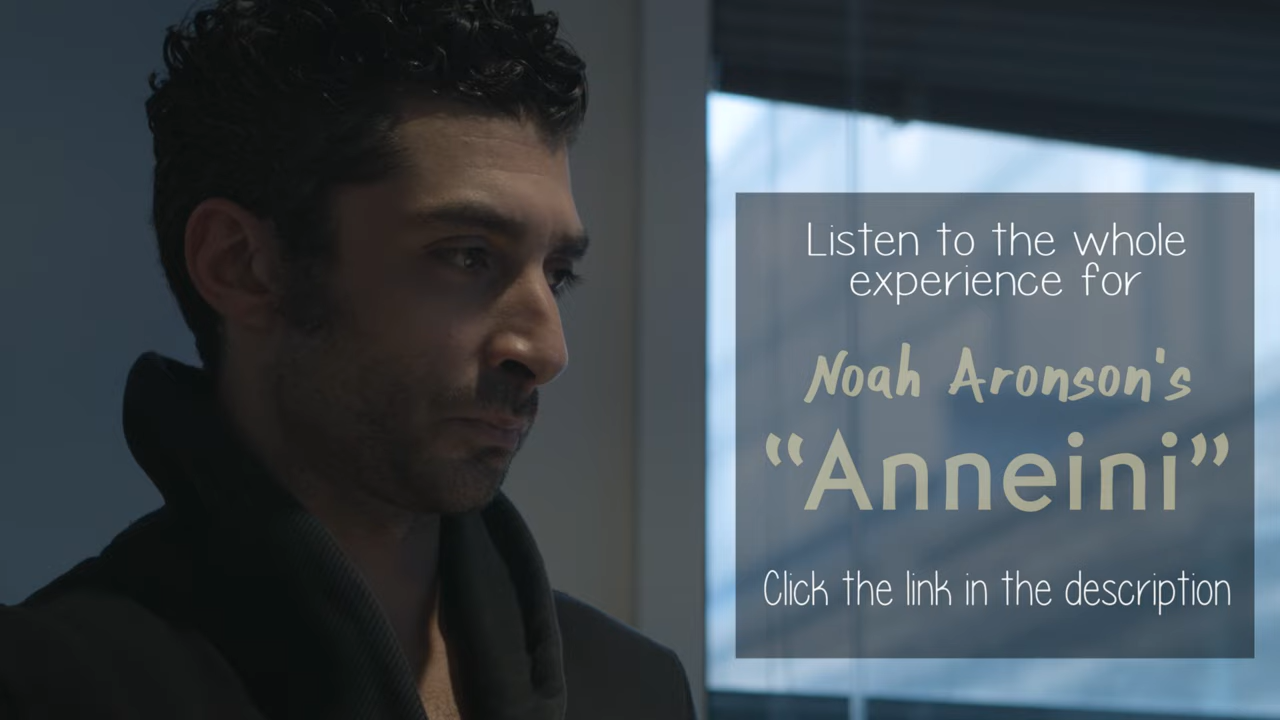 Listen to the whole
experience for
Noah Aronson's
“Anneini”
Click the link in the description